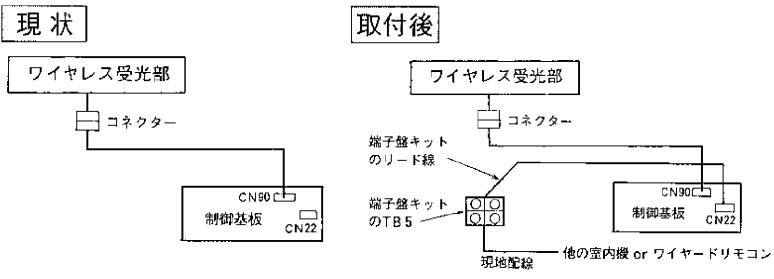 現状
ワイヤレス受光部
コネクター
CN90
制御基板
CN22
取付後
ワイヤレス受光部
コネクター
端子盤キット
のリード線
端子盤キット
のTB5
CN90
制御基板
CN22
現地配線
他の室内機 or ワイヤードリモコン